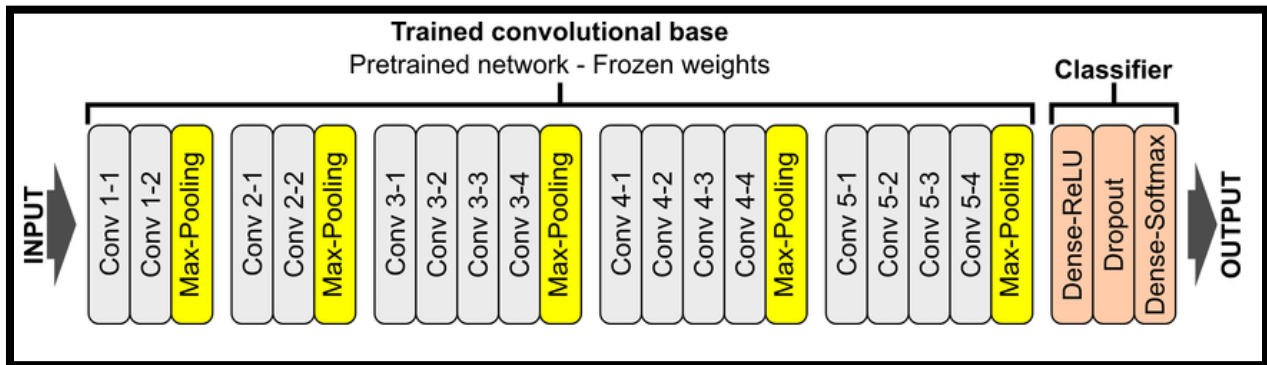 Trained convolutional base
Pretrained network - Frozen weights
Classifier
INPUT
Conv 1-1
Conv 1-2
Max-Pooling
Conv 2-1
Conv 2-2
Max-Pooling
Conv 3-1
Conv 3-2
Conv 3-3
Conv 3-4
Max-Pooling
Conv 4-1
Conv 4-2
Conv 4-3
Conv 4-4
Max-Pooling
Conv 5-1
Conv 5-2
Conv 5-3
Conv 5-4
Max-Pooling
Dense-ReLU
Dropout
Dense-Softmax
OUTPUT